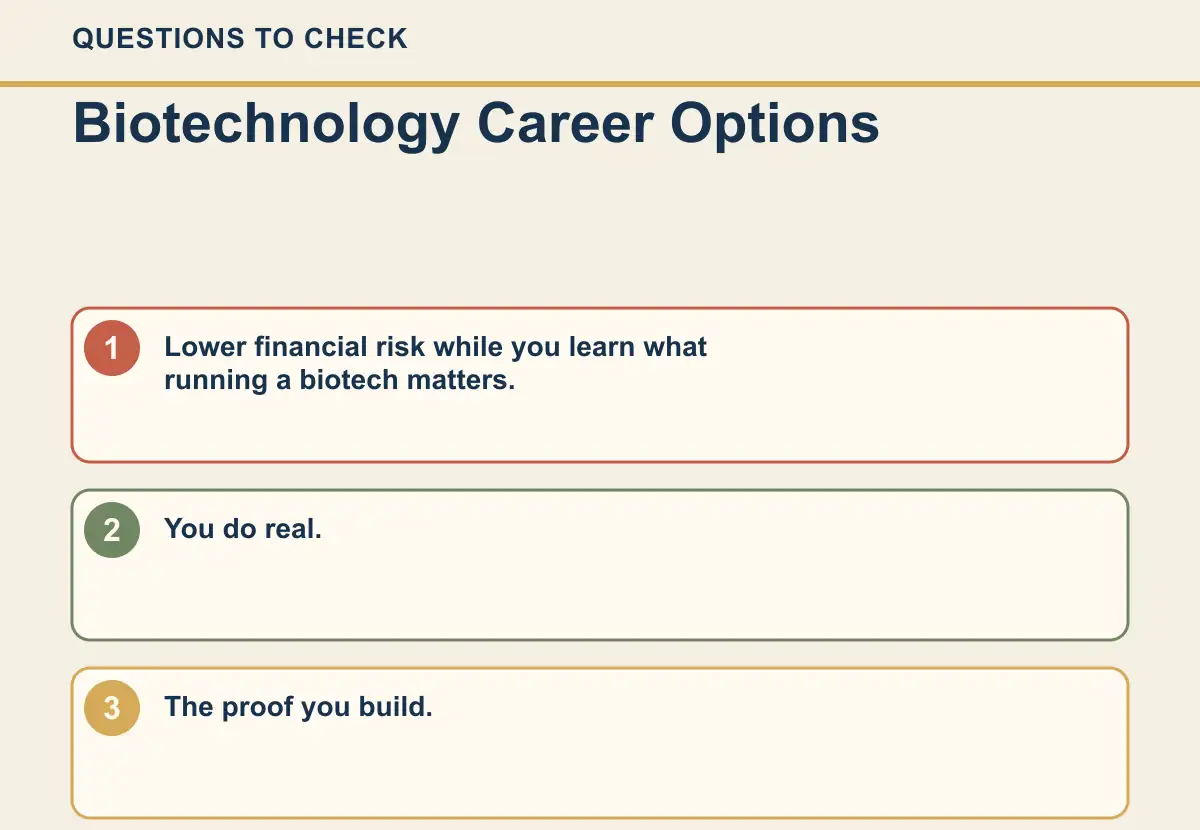 QUESTIONS TO CHECK
Biotechnology Career Options
1
Lower financial risk while you learn what
running a biotech matters.
2
You do real.
3
The proof you build.